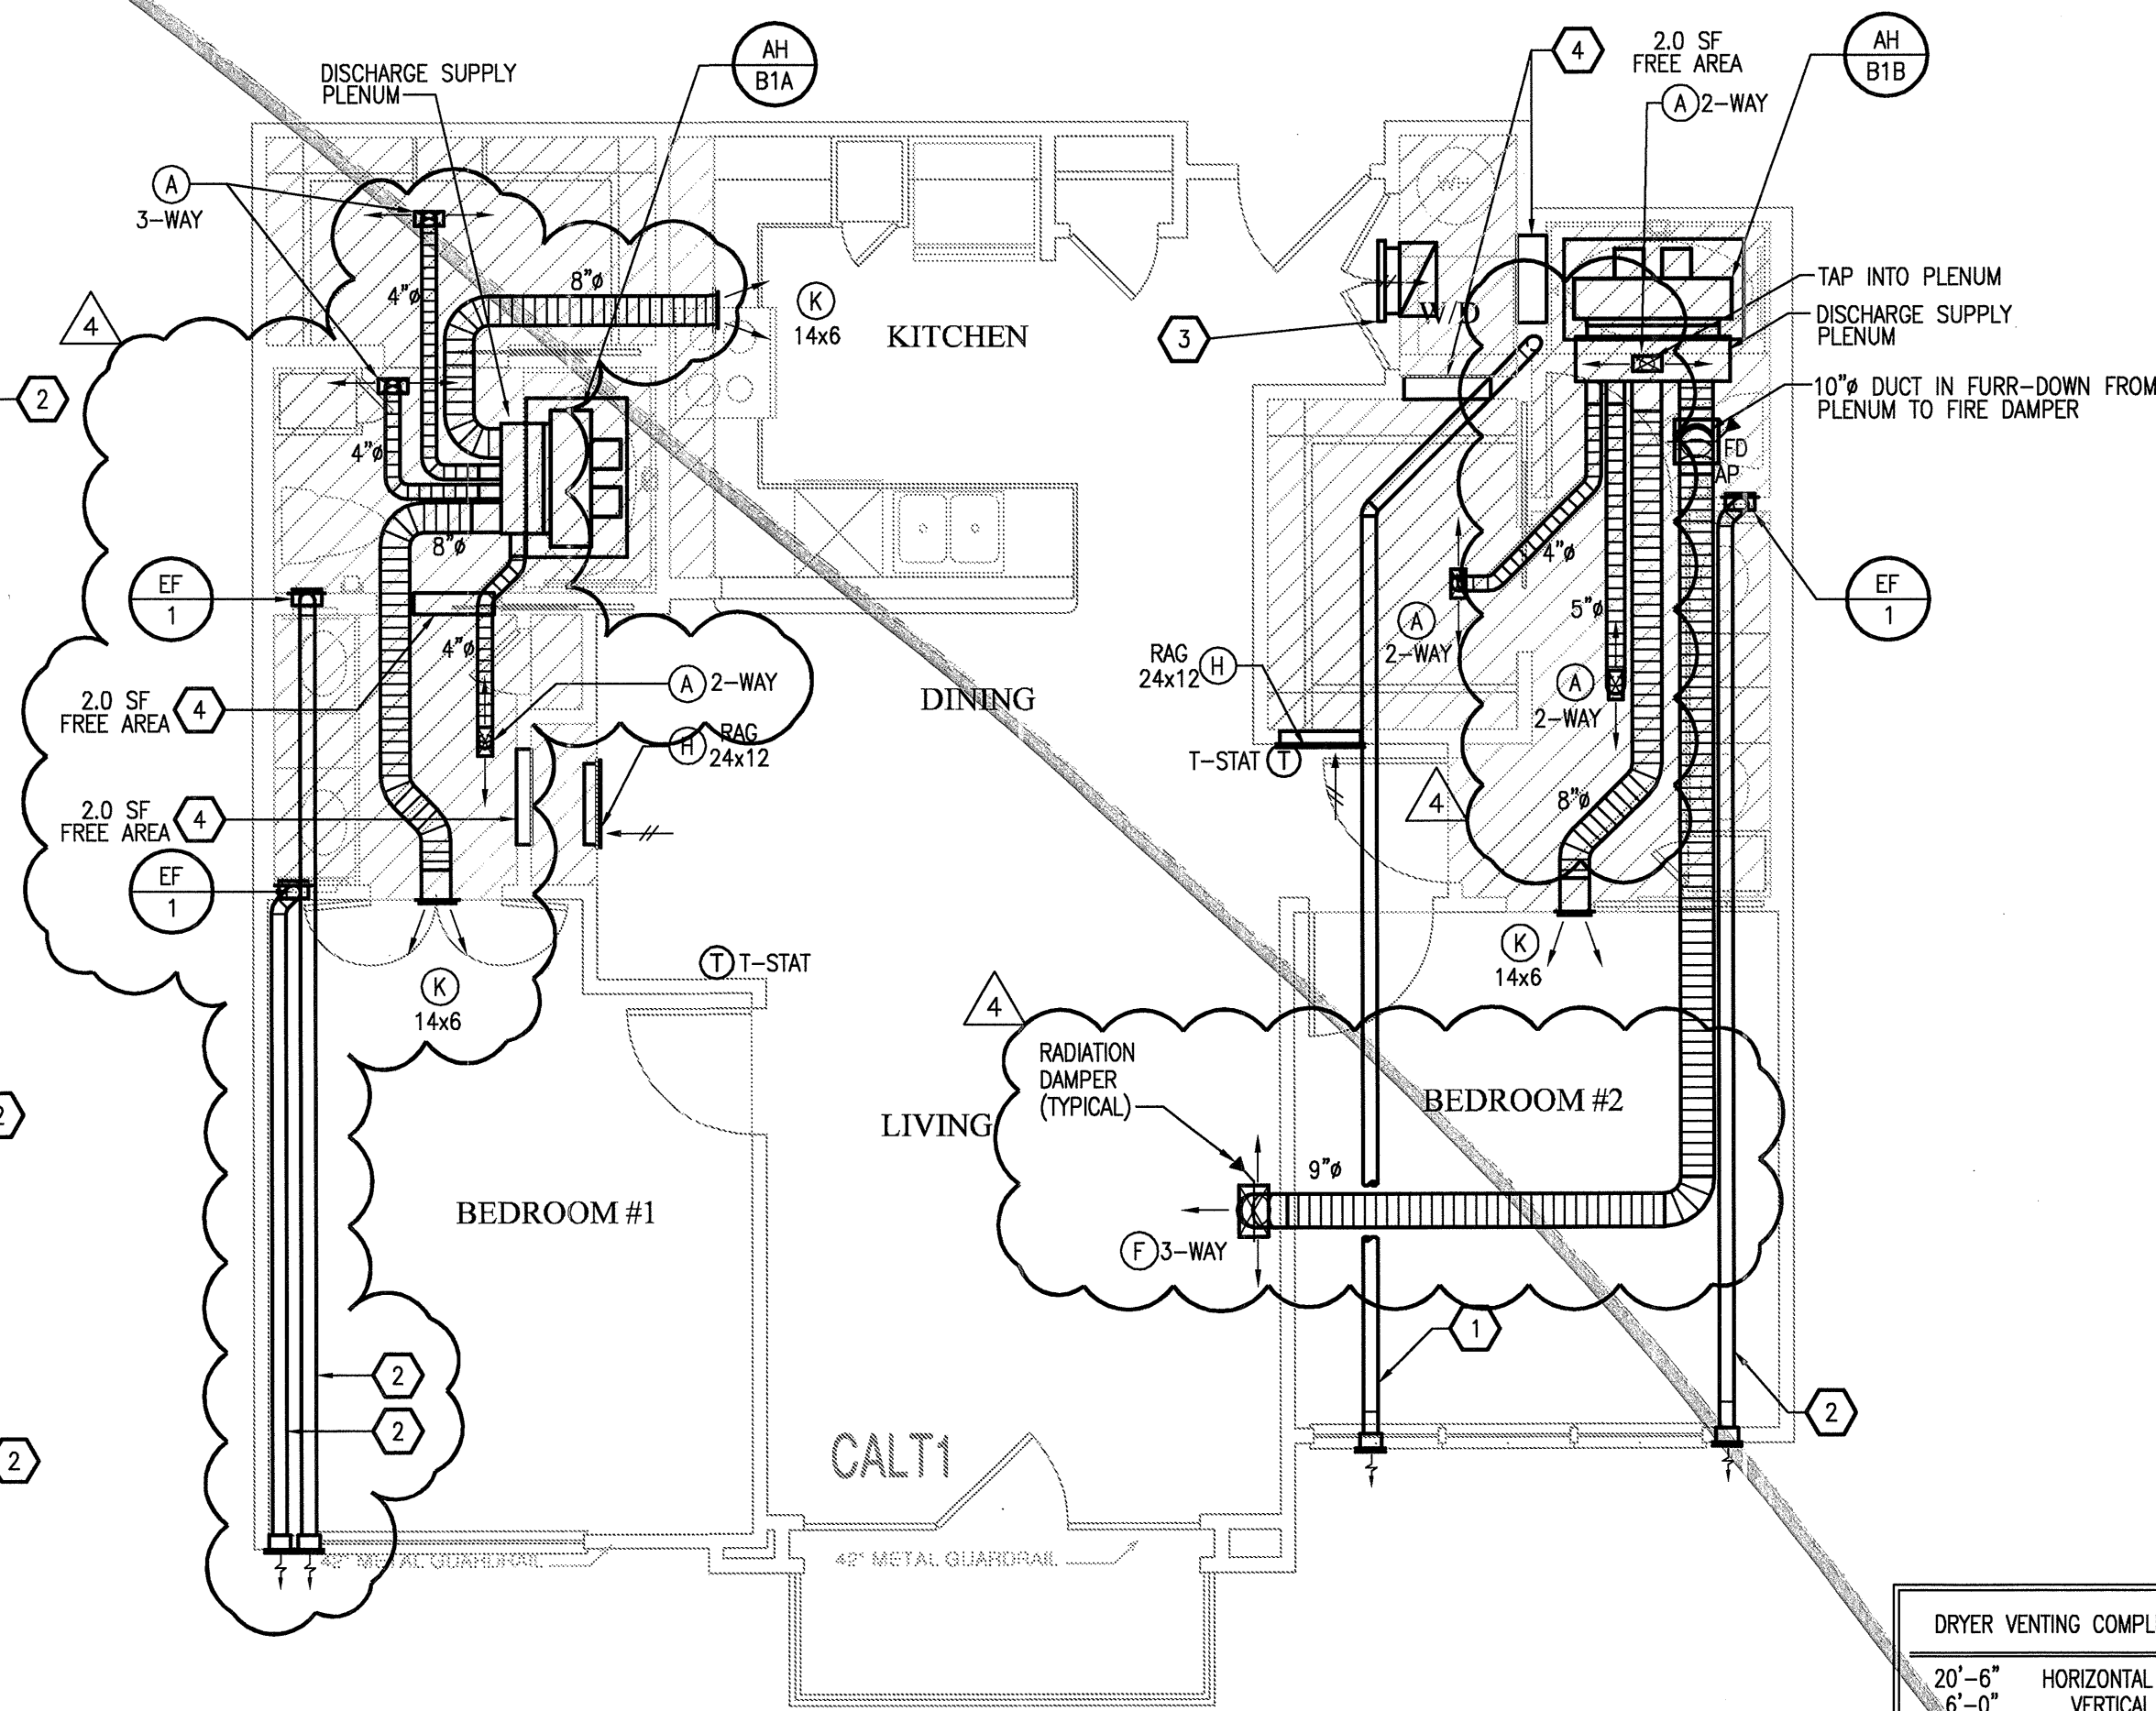 DISCHARGE SUPPLY
PLENUM
AH
B1A
4
2.0 SF
FREE AREA
A 2-WAY
AH
B1B
A
3-WAY
4"ø
8"ø
K
14x6
KITCHEN
WH
W/D
3
TAP INTO PLENUM
DISCHARGE SUPPLY
PLENUM
10"ø DUCT IN FURR-DOWN FROM
PLENUM TO FIRE DAMPER
FD
AP
4
2
4"ø
8"ø
EF
1
4"ø
2.0 SF
FREE AREA
4
A 2-WAY
H RAG
24x12
2.0 SF
FREE AREA
4
EF
1
K
14x6
T T-STAT
DINING
RAG
24x12 H
T-STAT T
4"ø
A
2-WAY
5"ø
A
2-WAY
EF
1
4
8"ø
K
14x6
4
RADIATION
DAMPER
(TYPICAL)
LIVING
BEDROOM #2
9"ø
F 3-WAY
BEDROOM #1
2
1
2
2
2
2
CALT1
42" METAL GUARDRAIL
42" METAL GUARDRAIL
DRYER VENTING COMPL
20'-6" HORIZONTAL
6'-0" VERTICAL